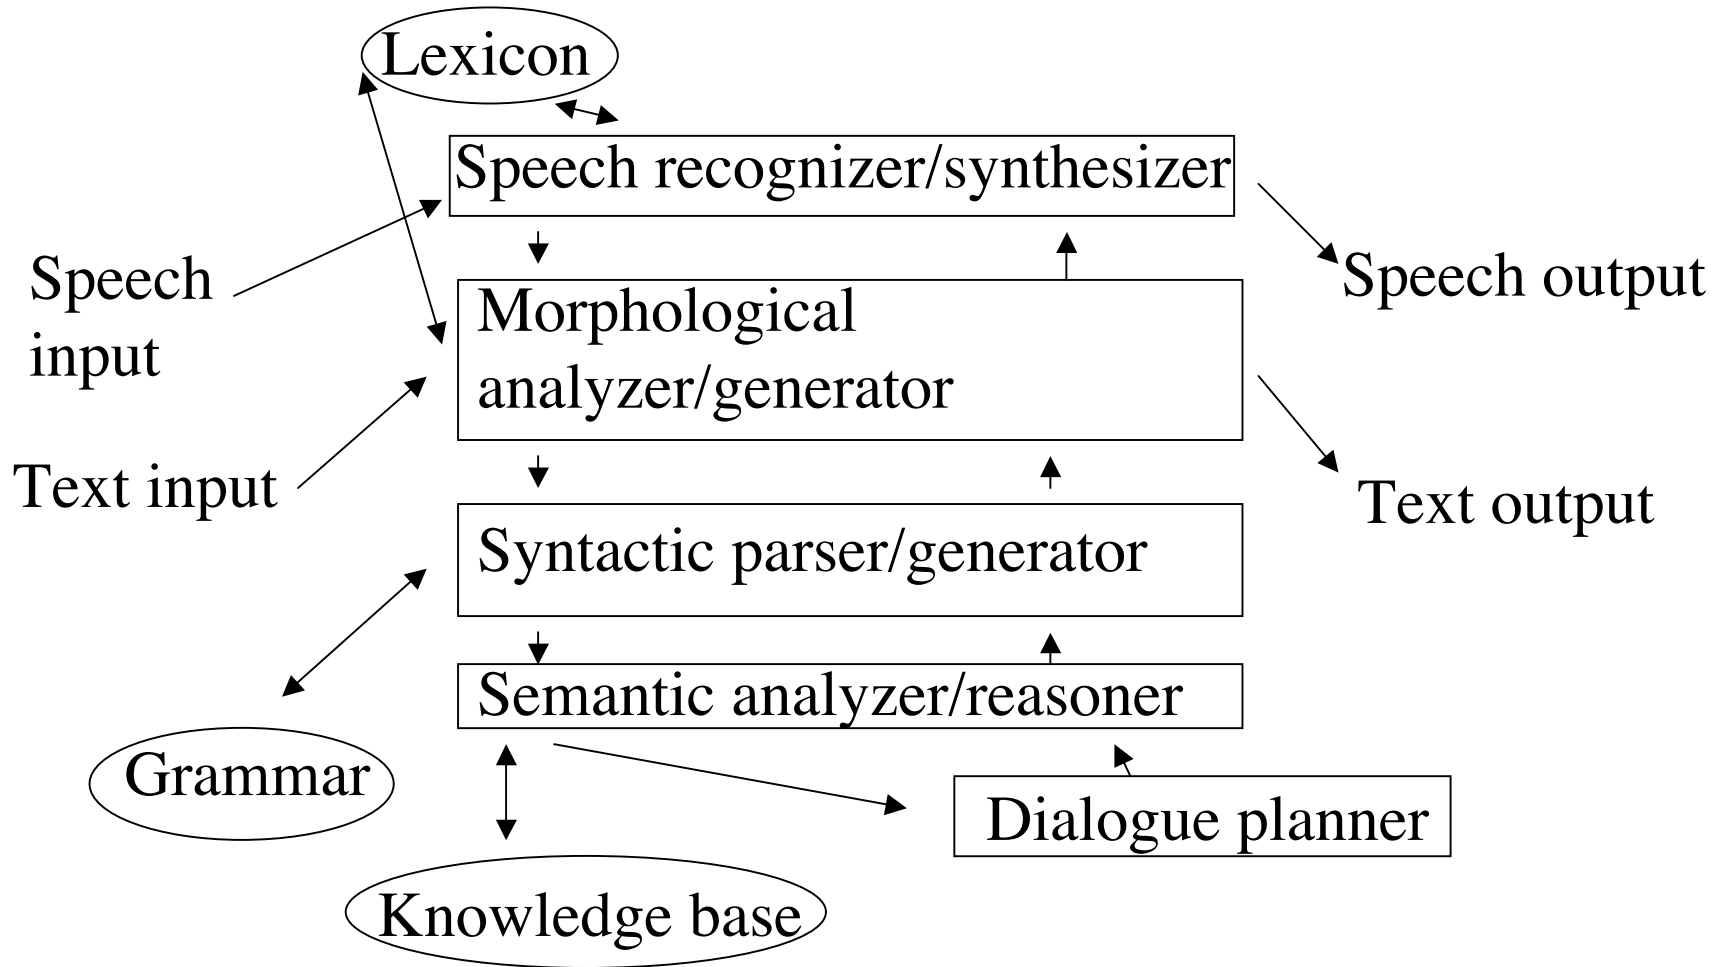 Lexicon
Speech recognizer/synthesizer
Speech
input
Speech output
Morphological
analyzer/generator
Text input
Text output
Syntactic parser/generator
Semantic analyzer/reasoner
Grammar
Dialogue planner
Knowledge base